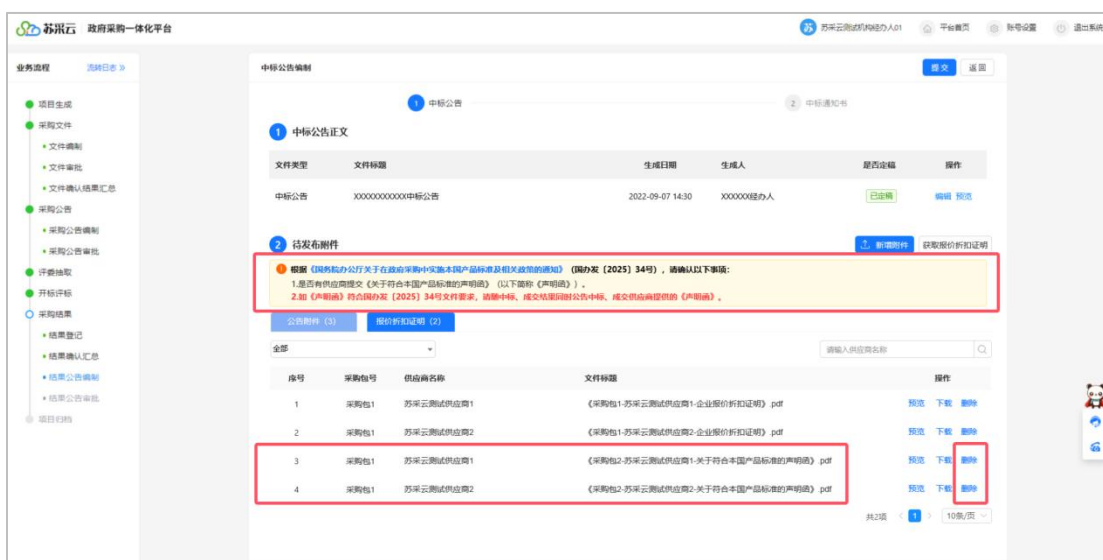 苏采云 政府采购一体化平台
苏 苏采云测试机构经办人01 平台首页 账号设置 退出系统
业务流程 流转日志 »
项目生成
采购文件
• 文件编制
• 文件审批
• 文件确认结果汇总
采购公告
• 采购公告编制
• 采购公告审批
评委抽取
开标评标
采购结果
• 结果登记
• 结果确认汇总
• 结果公告编制
• 结果公告审批
项目归档
中标公告编制 提交 返回
1 中标公告 2 中标通知书
1 中标公告正文
文件类型 文件标题 生成日期 生成人 是否定稿 操作
中标公告 XXXXXXXXXXX中标公告 2022-09-07 14:30 XXXXXX经办人 已定稿 编辑 预览
2 待发布附件 新增附件 获取报价折扣证明
根据《国务院办公厅关于在政府采购中实施本国产品标准及相关政策的通知》(国办发〔2025〕34号),请确认以下事项:
1.是否有供应商提交《关于符合本国产品标准的声明函》(以下简称《声明函》)。
2.如《声明函》符合国办发〔2025〕34号文件要求,请随中标、成交结果同时公告中标、成交供应商提供的《声明函》。
公告附件(3) 报价折扣证明(2)
全部 请输入供应商名称
序号 采购包号 供应商名称 文件标题 操作
1 采购包1 苏采云测试供应商1 《采购包1-苏采云测试供应商1-企业报价折扣证明》.pdf 预览 下载 删除
2 采购包1 苏采云测试供应商2 《采购包1-苏采云测试供应商2-企业报价折扣证明》.pdf 预览 下载 删除
3 采购包1 苏采云测试供应商1 《采购包2-苏采云测试供应商1-关于符合本国产品标准的声明函》.pdf 预览 下载 删除
4 采购包1 苏采云测试供应商2 《采购包2-苏采云测试供应商2-关于符合本国产品标准的声明函》.pdf 预览 下载 删除
共2项 < 1 > 10条/页